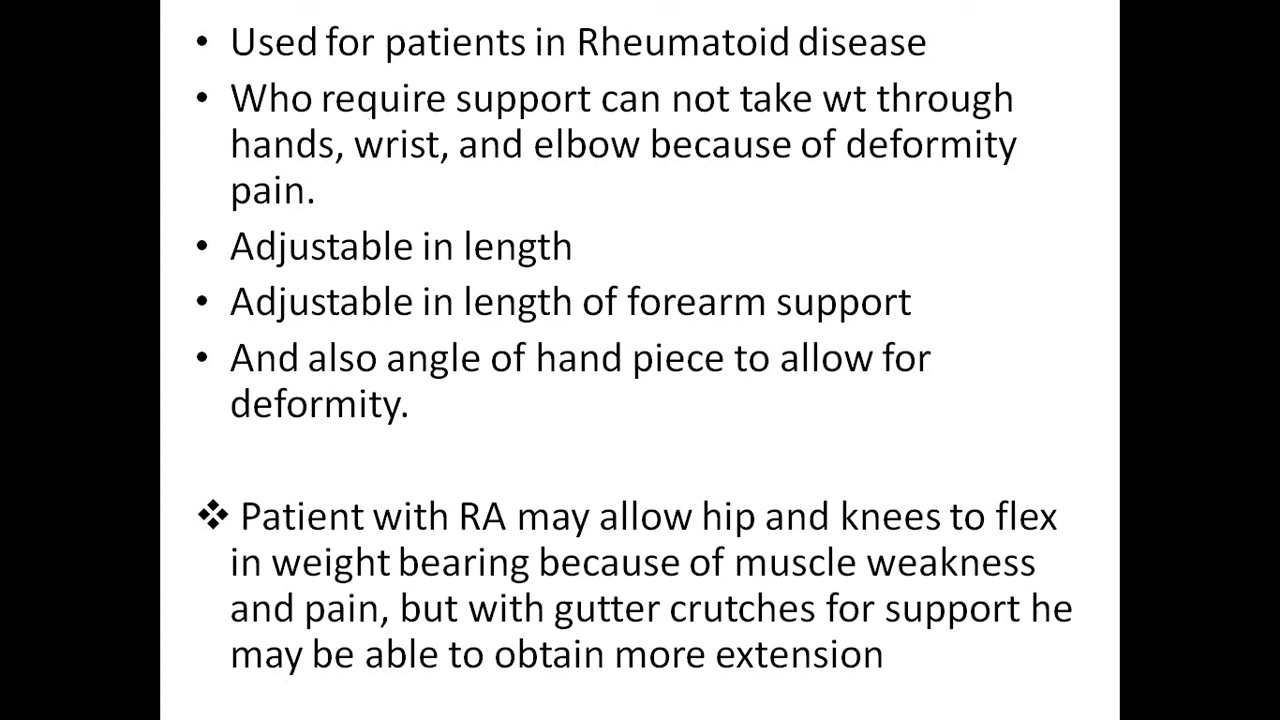 • Used for patients in Rheumatoid disease
• Who require support can not take wt through
hands, wrist, and elbow because of deformity
pain.
• Adjustable in length
• Adjustable in length of forearm support
• And also angle of hand piece to allow for
deformity.
❖ Patient with RA may allow hip and knees to flex
in weight bearing because of muscle weakness
and pain, but with gutter crutches for support he
may be able to obtain more extension